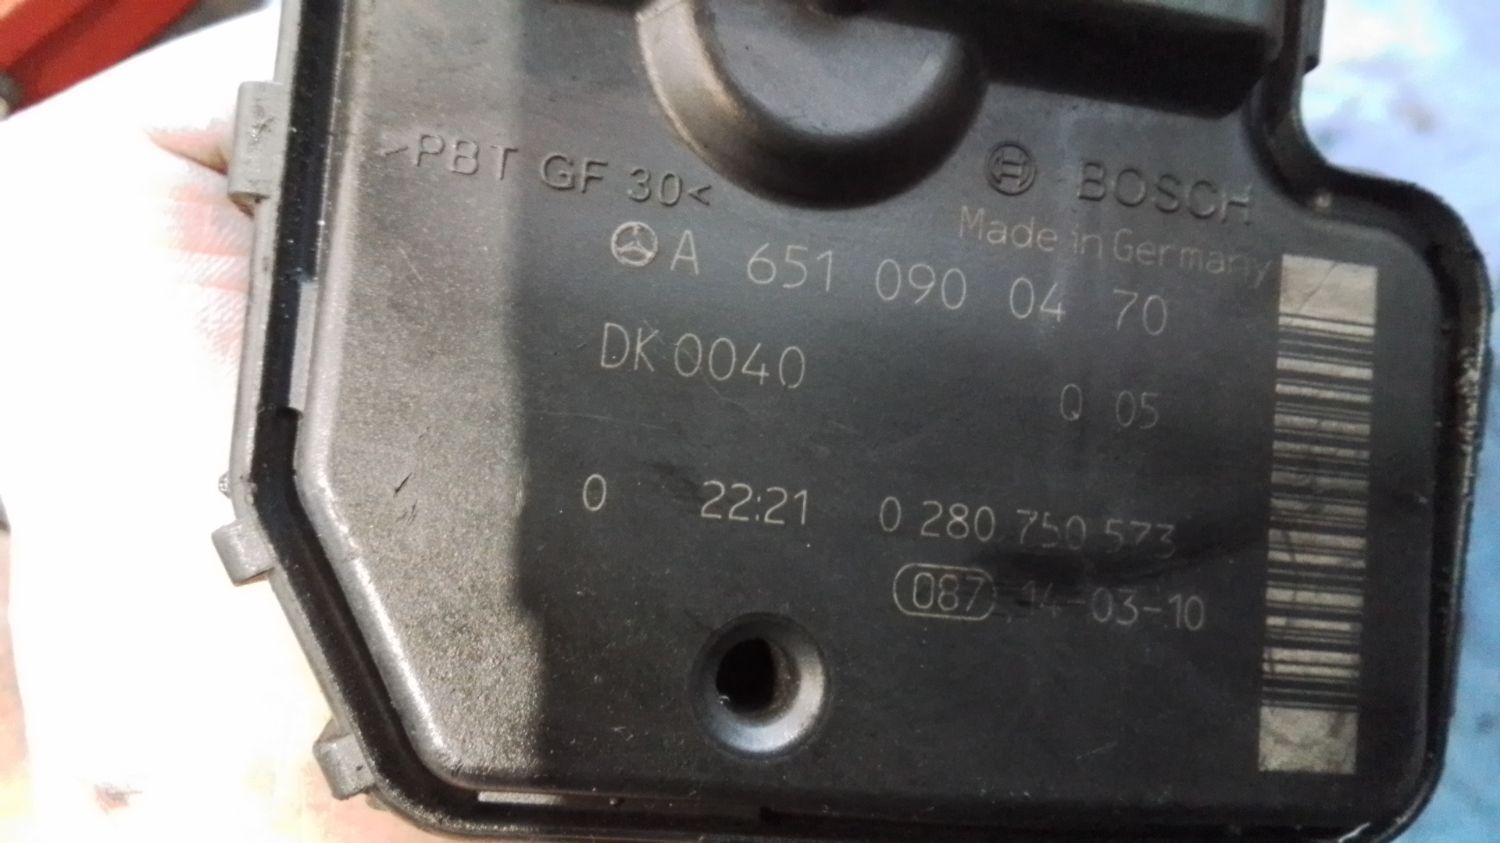 >PBT GF 30<
BOSCH
Made in Germany
A 651 090 04 70
DK 0040
Q 05
0 22:21 0 280 750 573
087 14-03-10